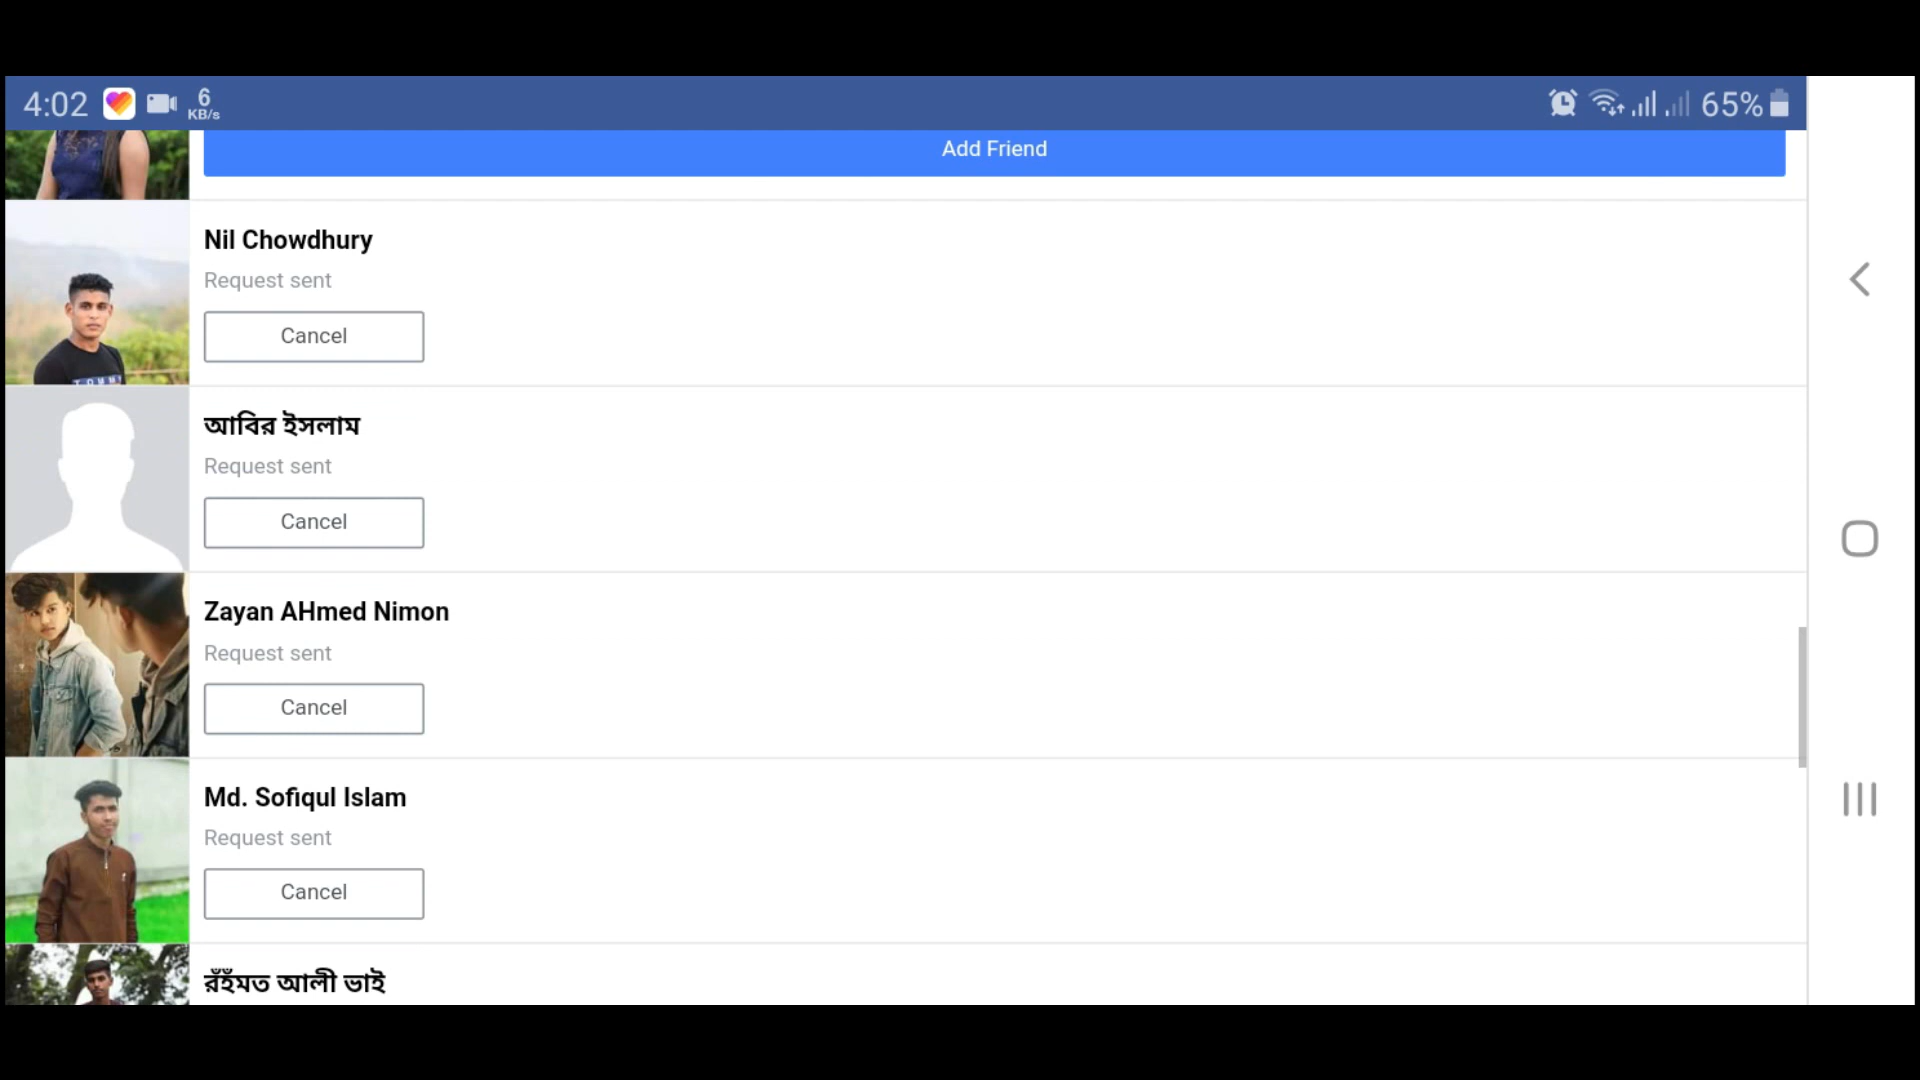 4:02 6 KB/s 65%
Add Friend
Nil Chowdhury
Request sent
Cancel
আবির ইসলাম
Request sent
Cancel
Zayan AHmed Nimon
Request sent
Cancel
Md. Sofiqul Islam
Request sent
Cancel
রঁহঁমত আলী ভাই